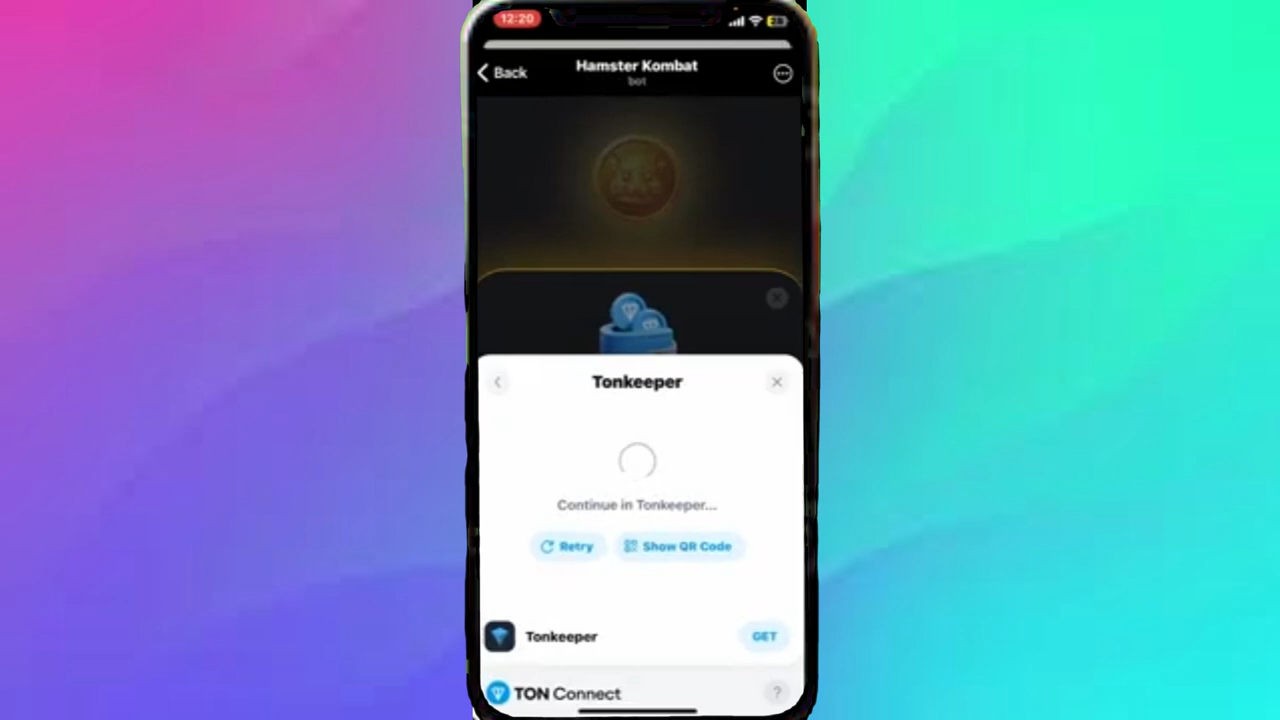 12:20
Back
Hamster Kombat
bot
Tonkeeper
Continue in Tonkeeper...
Retry
Show QR Code
Tonkeeper
GET
TON Connect
?